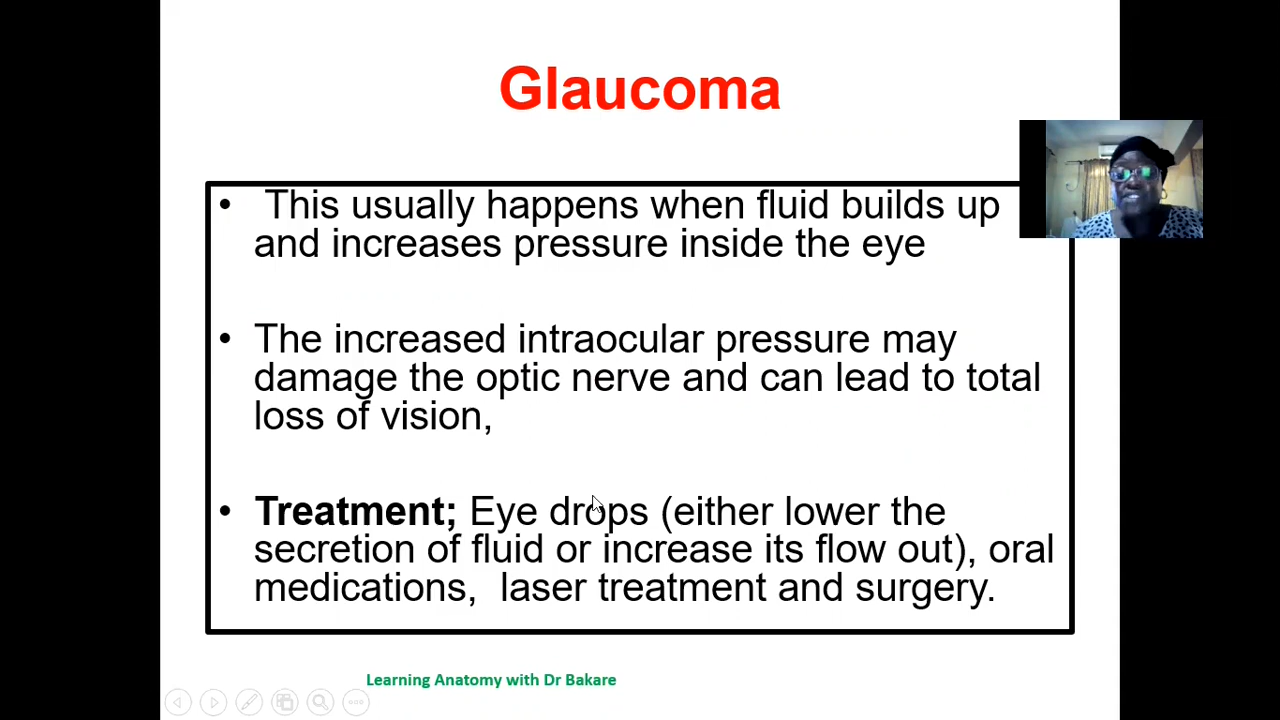 Glaucoma
• This usually happens when fluid builds up
and increases pressure inside the eye
• The increased intraocular pressure may
damage the optic nerve and can lead to total
loss of vision,
• Treatment; Eye drops (either lower the
secretion of fluid or increase its flow out), oral
medications, laser treatment and surgery.
Learning Anatomy with Dr Bakare